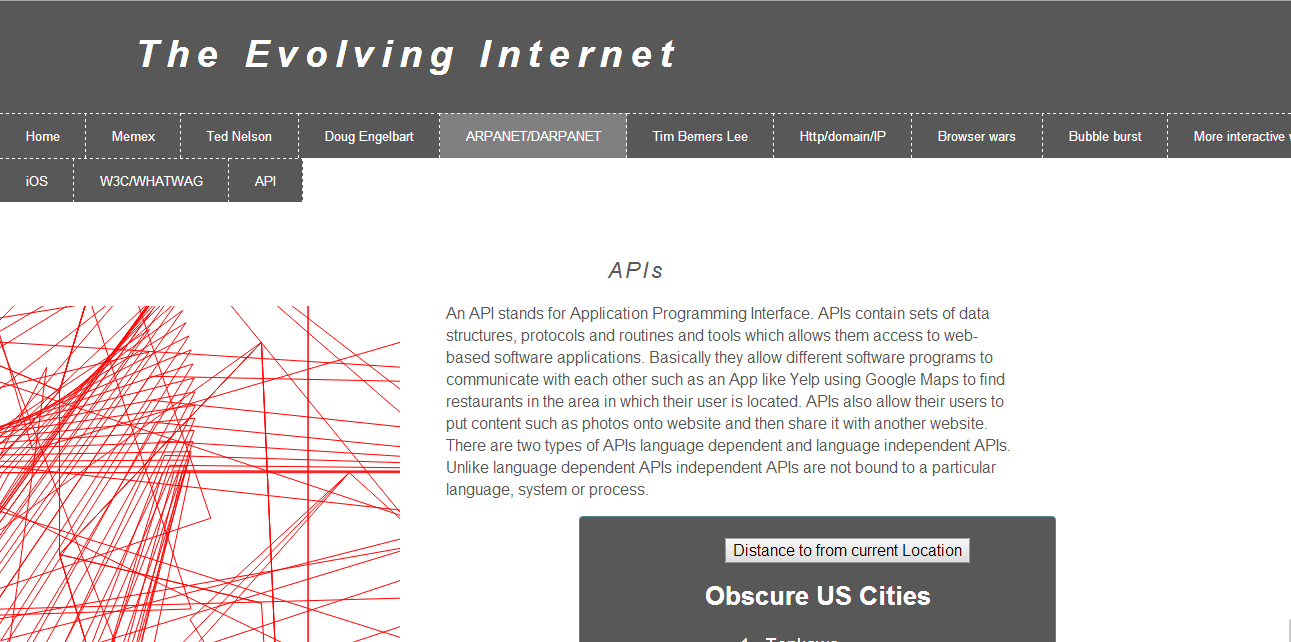 The Evolving Internet
Home Memex Ted Nelson Doug Engelbart ARPANET/DARPANET Tim Berners Lee Http/domain/IP Browser wars Bubble burst More interactive
iOS W3C/WHATWAG API
APIs
An API stands for Application Programming Interface. APIs contain sets of data
structures, protocols and routines and tools which allows them access to web-
based software applications. Basically they allow different software programs to
communicate with each other such as an App like Yelp using Google Maps to find
restaurants in the area in which their user is located. APIs also allow their users to
put content such as photos onto website and then share it with another website.
There are two types of APIs language dependent and language independent APIs.
Unlike language dependent APIs independent APIs are not bound to a particular
language, system or process.
Distance to from current Location
Obscure US Cities